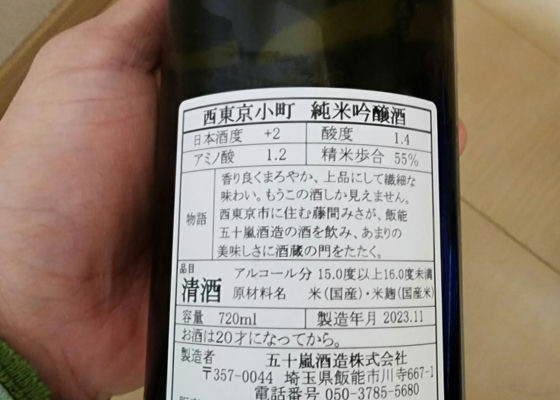 西東京小町 純米吟醸酒
日本酒度 +2 酸度 1.4
アミノ酸 1.2 精米歩合 55%
物語
香り良くまろやか、上品にして繊細な
味わい。もうこの酒しか見えません。
西東京市に住む藤間みさが、飯能
五十嵐酒造の酒を飲み、あまりの
美味しさに酒蔵の門をたたく。
品目
清酒
アルコール分 15.0度以上16.0度未満
原材料名 米(国産)・米麹(国産米)
容量 720ml 製造年月 2023.11
お酒は20才になってから。
製造者 五十嵐酒造株式会社
〒357-0044 埼玉県飯能市川寺667-1
電話番号 050-3785-5680